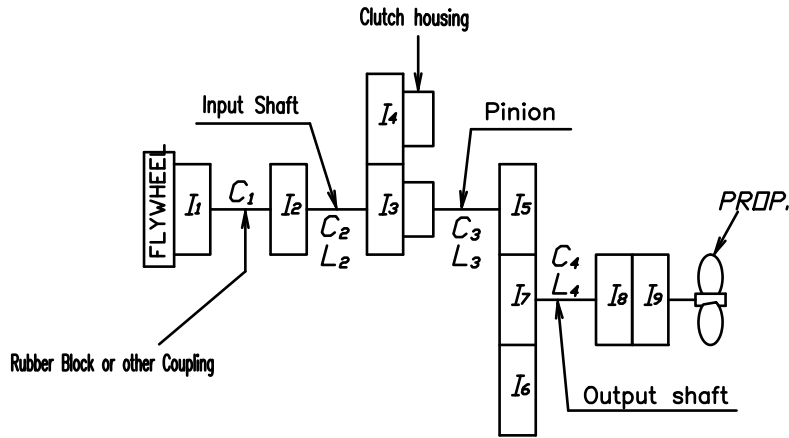 Clutch housing
Input Shaft
I4
Pinion
FLYWHEEL
I1
C1
I2
C2
L2
I3
C3
L3
I5
PROP.
C4
L4
I7
I8
I9
Rubber Block or other Coupling
I6
Output shaft